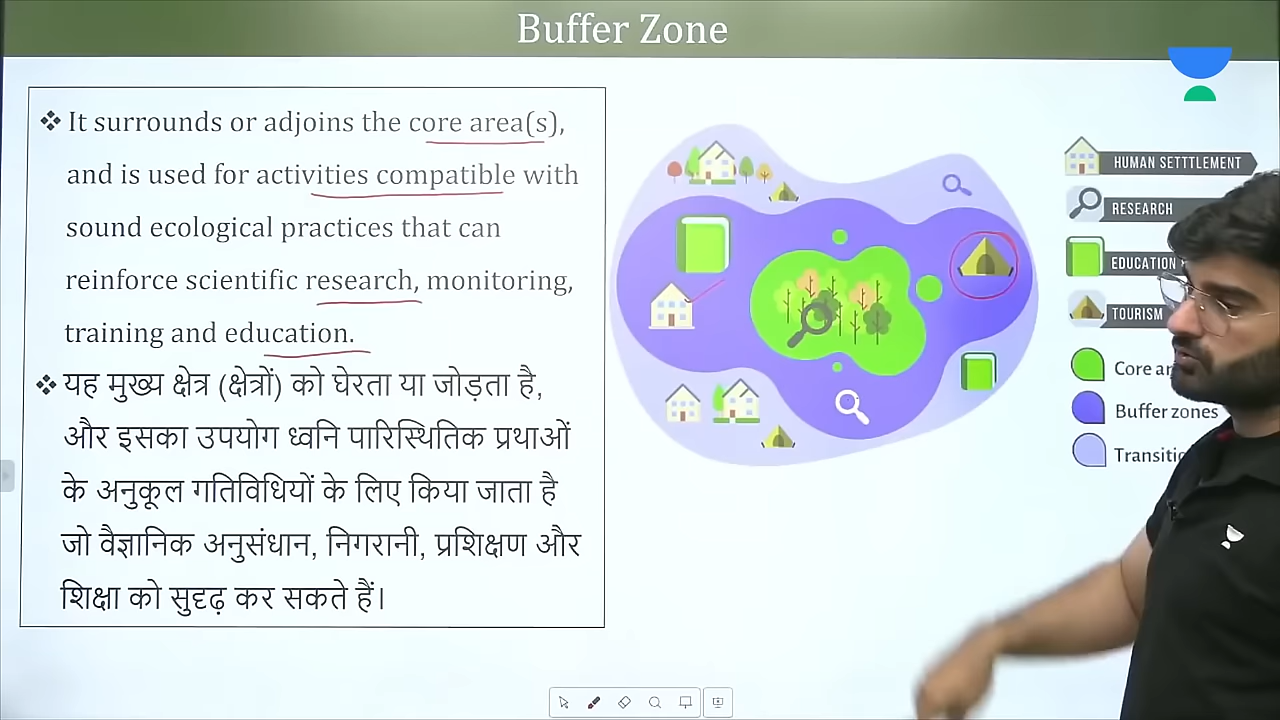 Buffer Zone
❖ It surrounds or adjoins the core area(s),
and is used for activities compatible with
sound ecological practices that can
reinforce scientific research, monitoring,
training and education.
❖ यह मुख्य क्षेत्र (क्षेत्रों) को घेरता या जोड़ता है,
और इसका उपयोग ध्वनि पारिस्थितिक प्रथाओं
के अनुकूल गतिविधियों के लिए किया जाता है
जो वैज्ञानिक अनुसंधान, निगरानी, प्रशिक्षण और
शिक्षा को सुदृढ़ कर सकते हैं।
HUMAN SETTTLEMENT
RESEARCH
EDUCATION
TOURISM
Core
Buffer zones